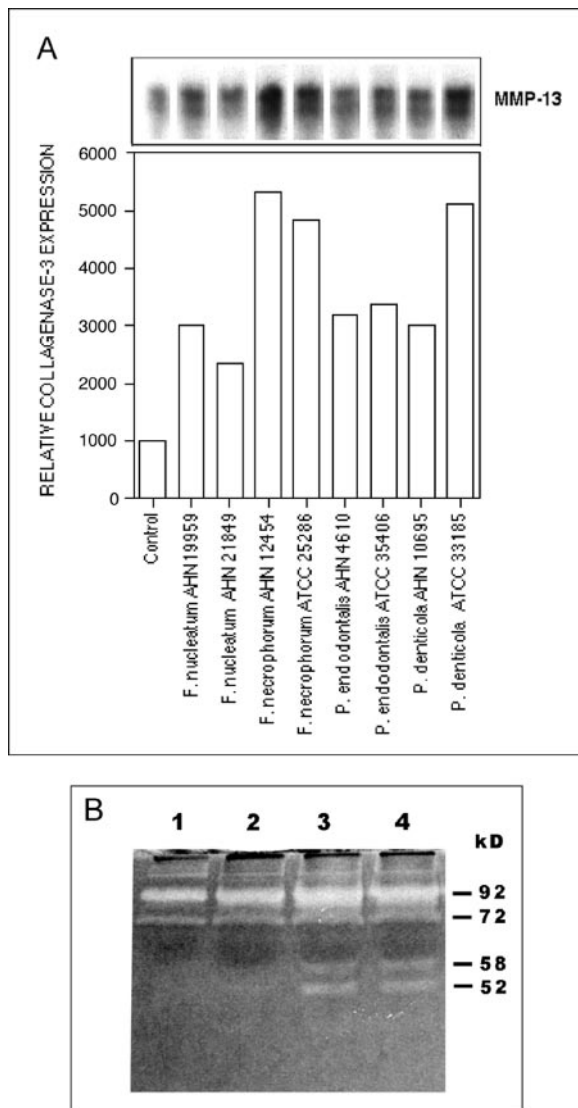 A
MMP-13
RELATIVE COLLAGENASE-3 EXPRESSION
6000
5000
4000
3000
2000
1000
0
Control
F. nucleatum AHN19959
F. nucleatum AHN 21849
F. necrophorum AHN 12454
F. necrophorum ATCC 25286
P. endodontalis AHN 4610
P. endodontalis ATCC 35406
P. denticola AHN 10695
P. denticola ATCC 33185
B
1 2 3 4
kD
92
72
58
52